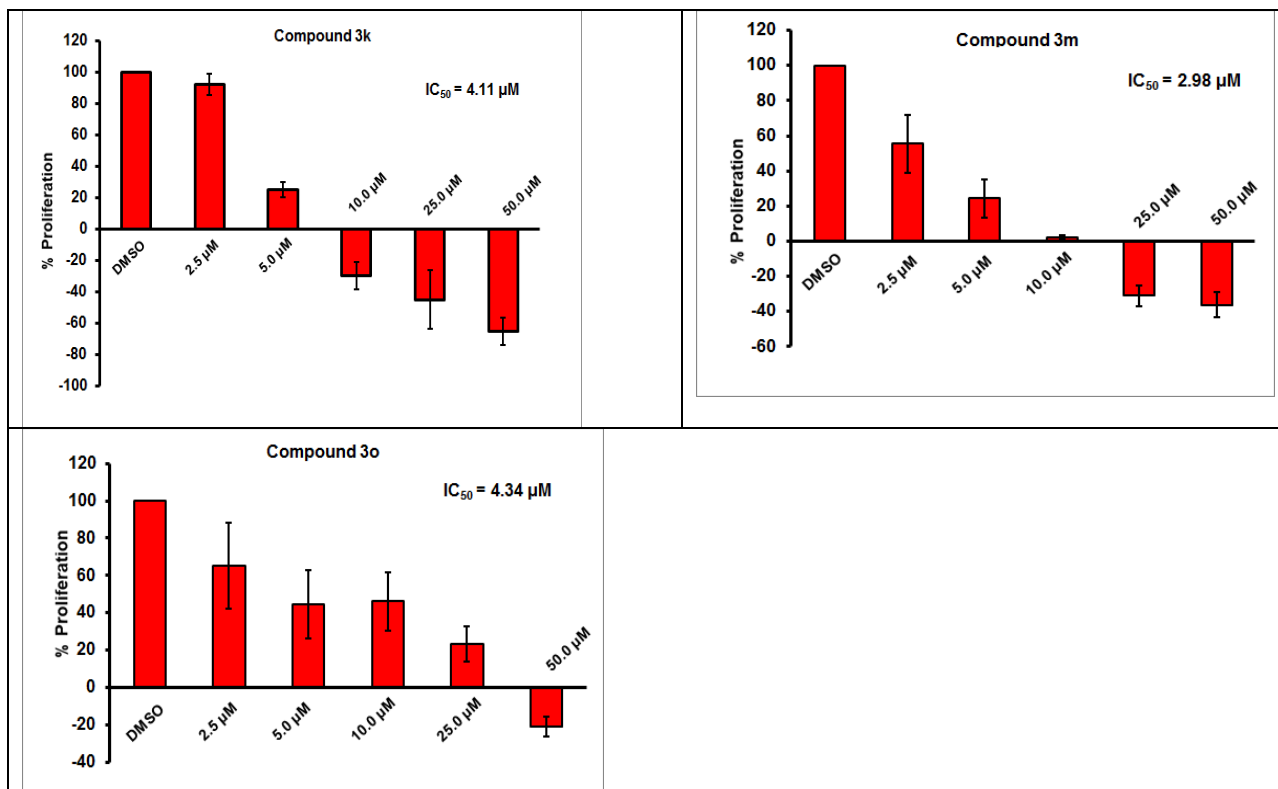 Compound 3k
IC50 = 4.11 µM
% Proliferation
120
100
80
60
40
20
0
-20
-40
-60
-80
-100
DMSO
2.5 µM
5.0 µM
10.0 µM
25.0 µM
50.0 µM
Compound 3m
IC50 = 2.98 µM
% Proliferation
120
100
80
60
40
20
0
-20
-40
-60
DMSO
2.5 µM
5.0 µM
10.0 µM
25.0 µM
50.0 µM
Compound 3o
IC50 = 4.34 µM
% Proliferation
120
100
80
60
40
20
0
-20
-40
DMSO
2.5 µM
5.0 µM
10.0 µM
25.0 µM
50.0 µM